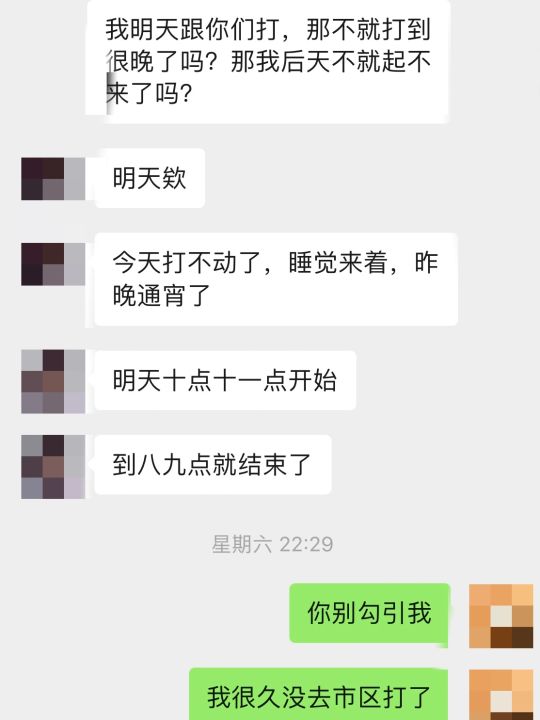 我明天跟你们打，那不就打到
很晚了吗？那我后天不就起不
来了吗？
明天欸
今天打不动了，睡觉来着，昨
晚通宵了
明天十点十一点开始
到八九点就结束了
星期六 22:29
你别勾引我
我很久没去市区打了